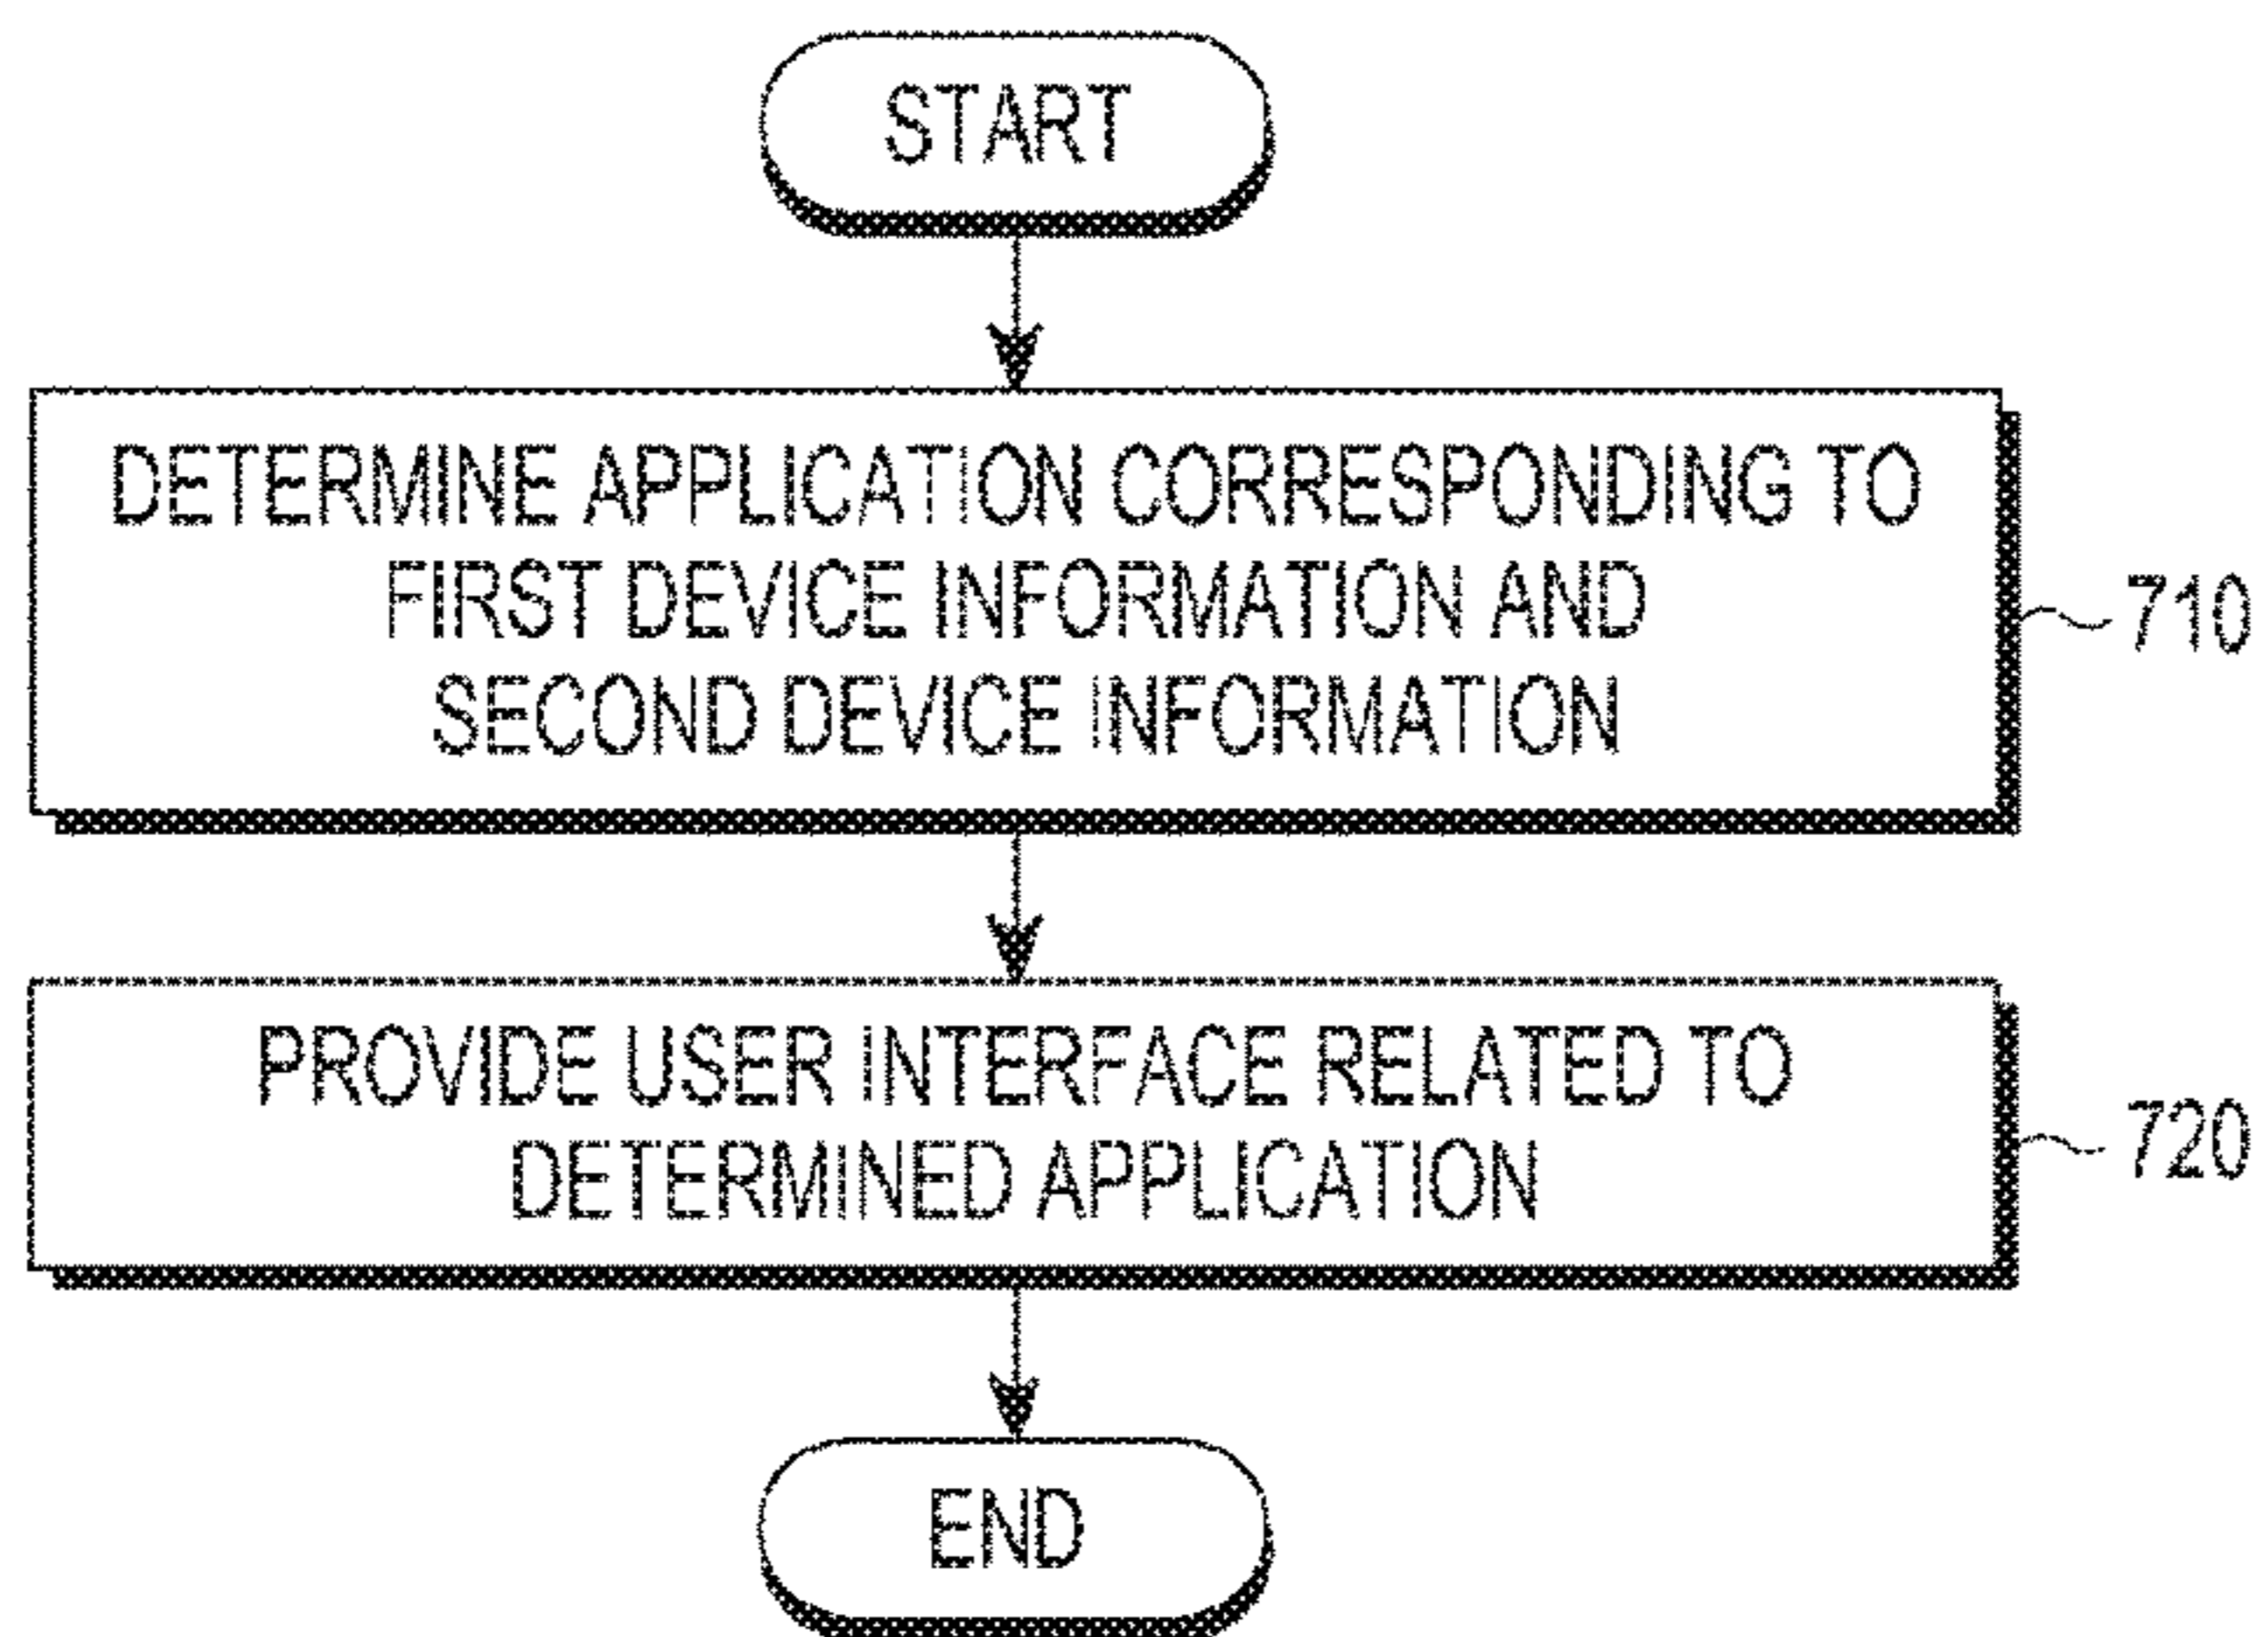 START
DETERMINE APPLICATION CORRESPONDING TO
FIRST DEVICE INFORMATION AND
SECOND DEVICE INFORMATION
710
PROVIDE USER INTERFACE RELATED TO
DETERMINED APPLICATION
720
END